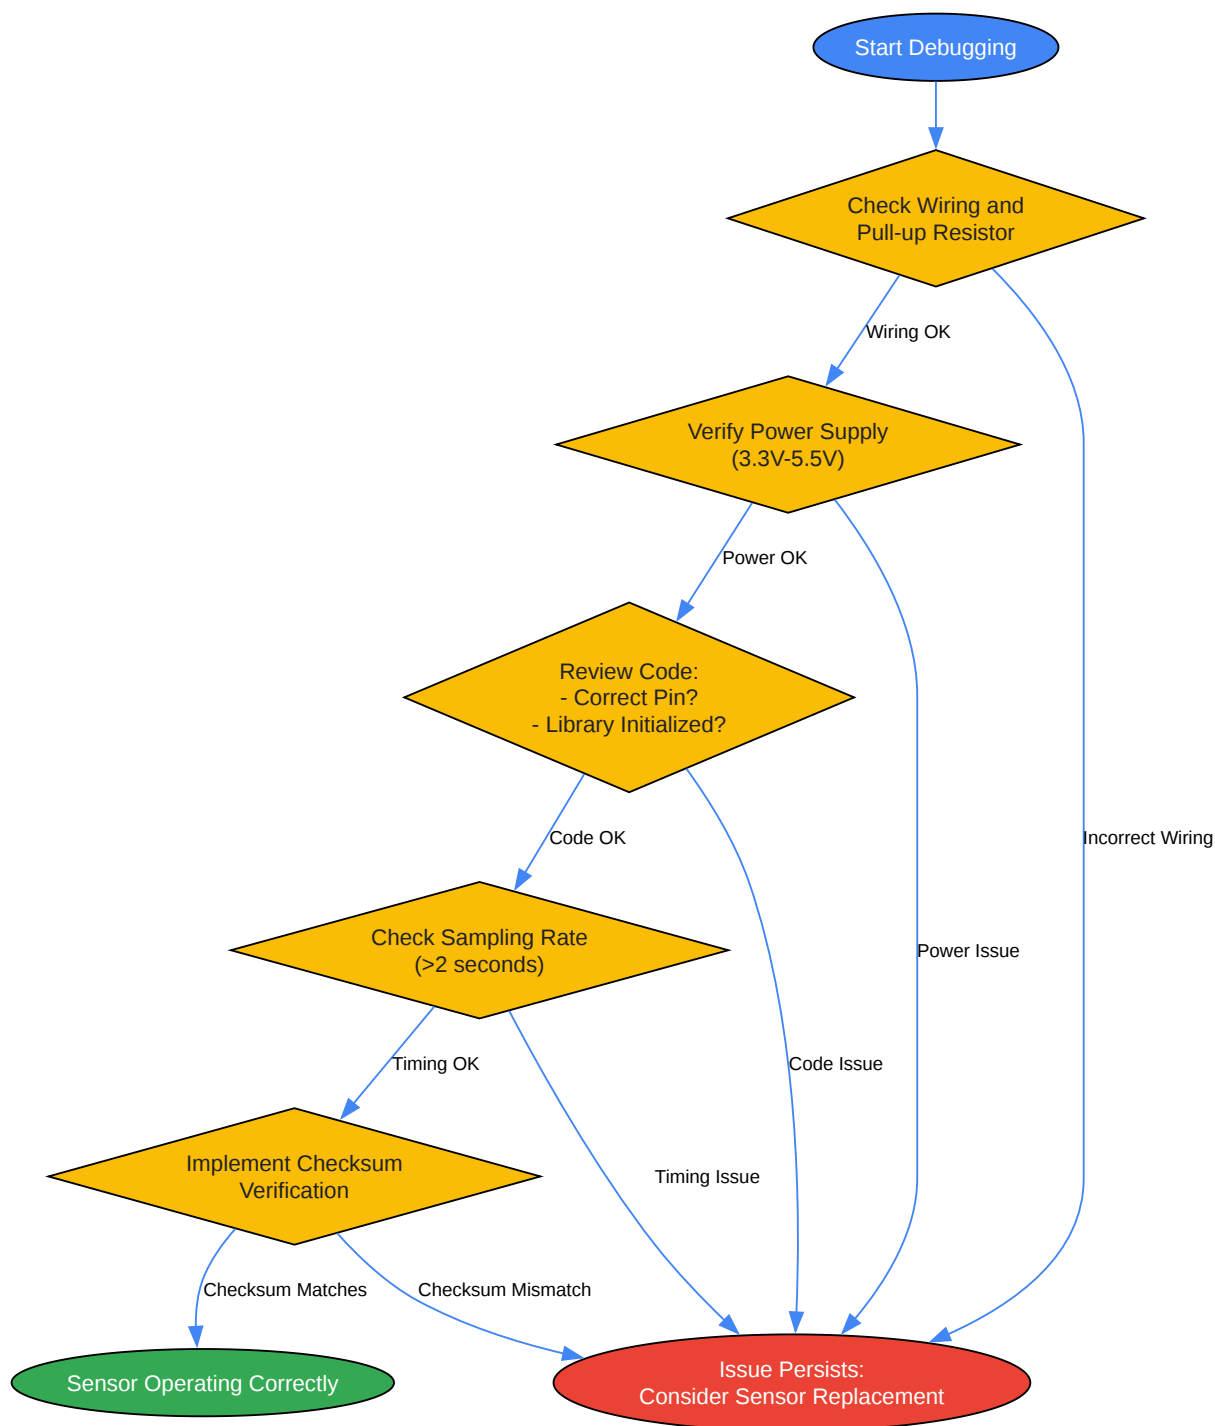 Start Debugging
Check Wiring and
Pull-up Resistor
Wiring OK
Verify Power Supply
(3.3V-5.5V)
Power OK
Review Code:
- Correct Pin?
- Library Initialized?
Code OK
Incorrect Wiring
Check Sampling Rate
(>2 seconds)
Power Issue
Timing OK
Code Issue
Implement Checksum
Verification
Timing Issue
Checksum Matches
Checksum Mismatch
Sensor Operating Correctly
Issue Persists:
Consider Sensor Replacement